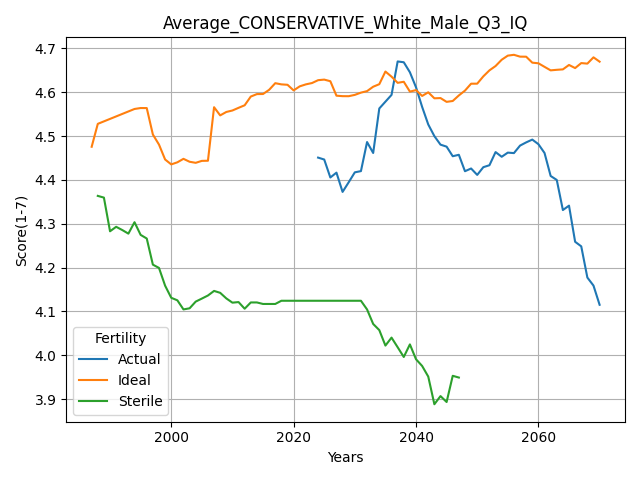 Average_CONSERVATIVE_White_Male_Q3_IQ
Score(1-7)
4.7
4.6
4.5
4.4
4.3
4.2
4.1
4.0
3.9
Fertility
Actual
Ideal
Sterile
2000
2020
2040
2060
Years